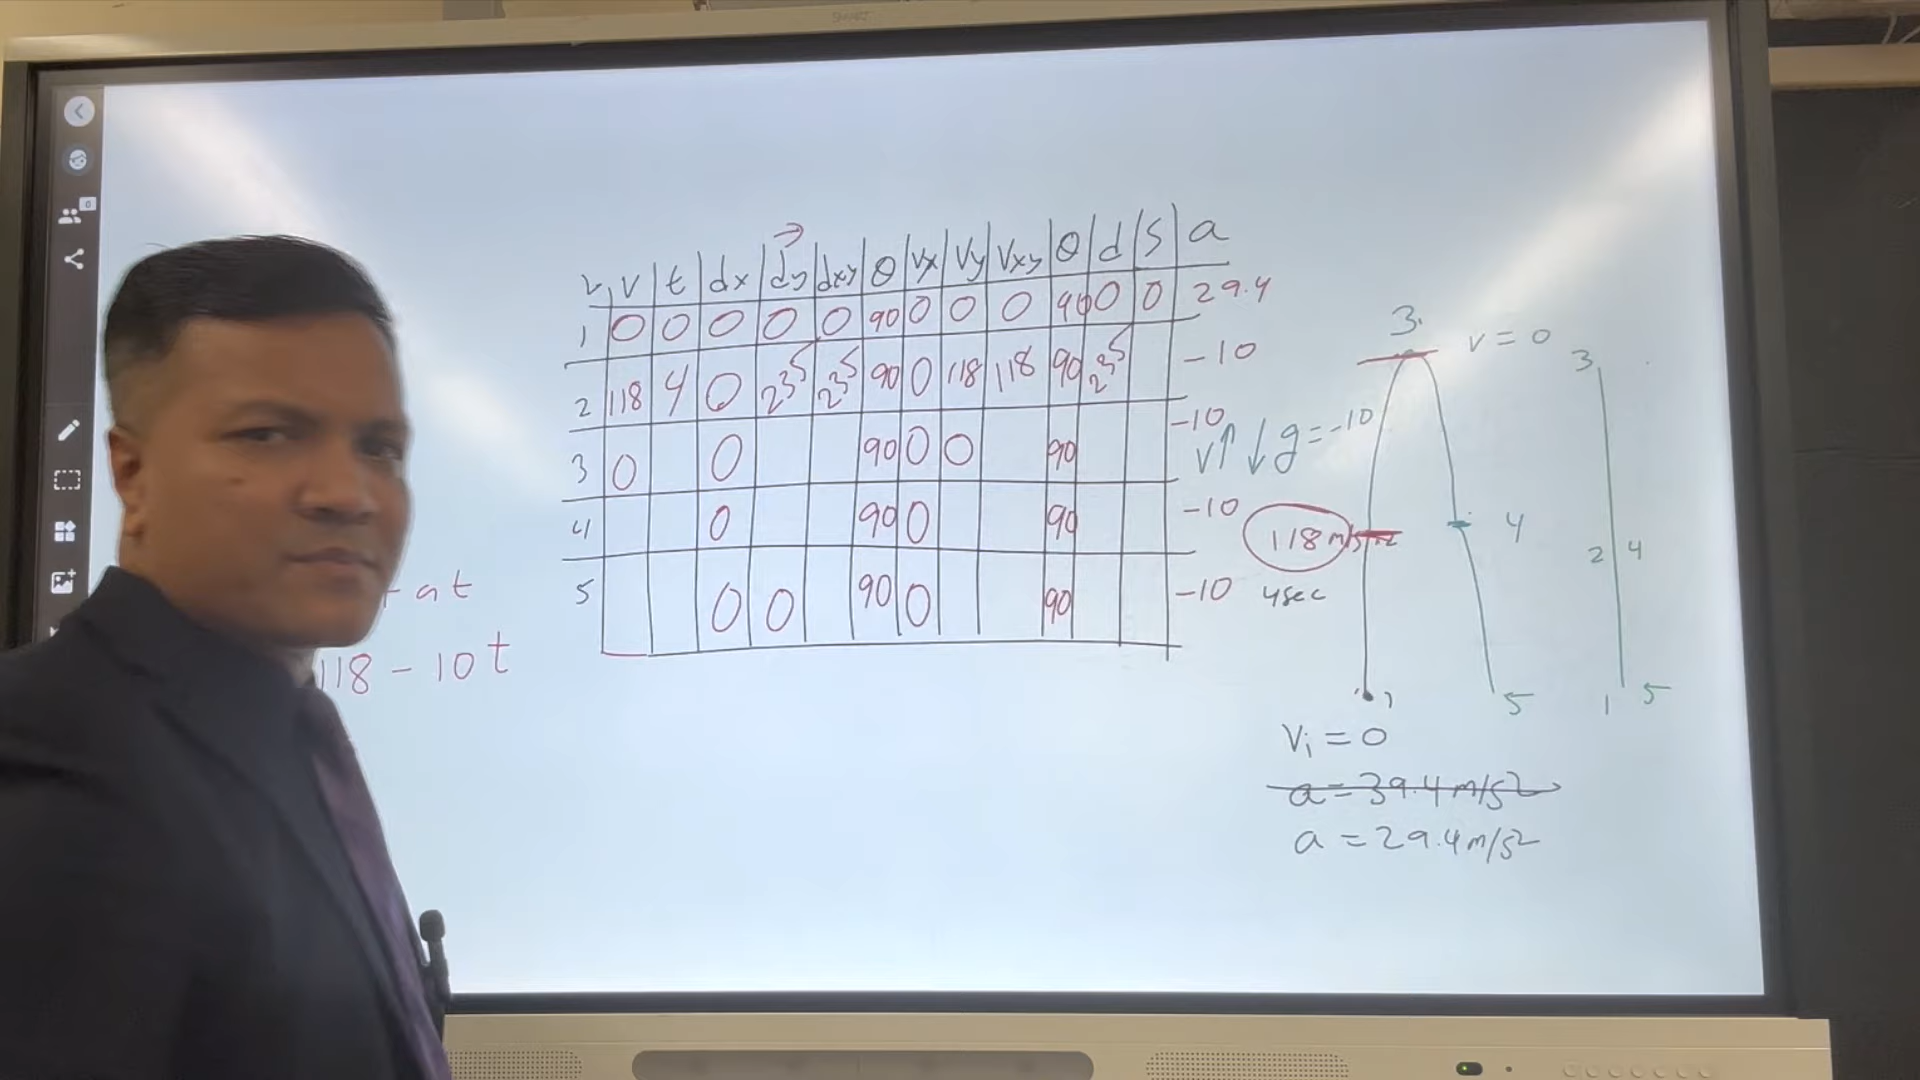 SMART
0
v, v t dx dy dxy θ vx vy vxy θ d s a
1 0 0 0 0 0 90 0 0 0 90 0 0 29.4
2 118 4 0 235 235 90 0 118 118 90 235 -10
3 0 0 90 0 0 90 -10
4 0 90 0 90 -10
5 0 0 90 0 90 -10
+ at
118 - 10t
3.
v = 0
v↑ ↓g = -10
118 m/s
4 sec
4
1
5
3
2 4
1 5
Vi = 0
a = 39.4 m/s2
a = 29.4 m/s2